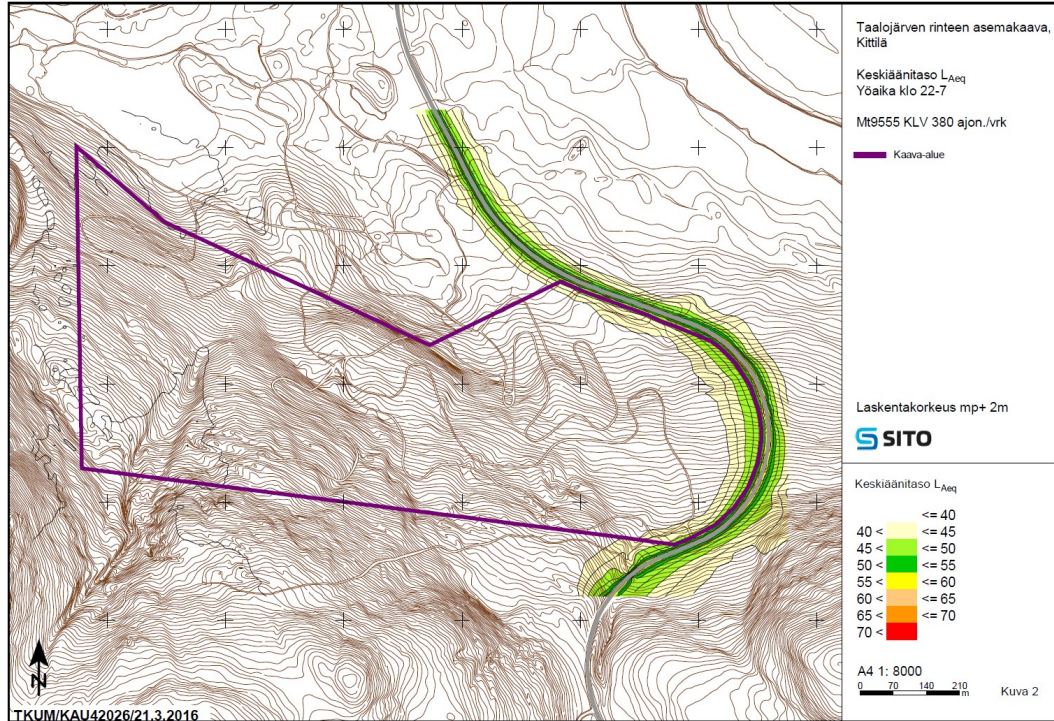 Taalojärven rinteen asemakaava,
Kittilä
Keskiäänitaso LAeq
Yöaika klo 22-7
Mt9555 KLV 380 ajon./vrk
Kaava-alue
Laskentakorkeus mp+ 2m
SITO
Keskiäänitaso LAeq
<= 40
40 < <= 45
45 < <= 50
50 < <= 55
55 < <= 60
60 < <= 65
65 < <= 70
70 <
A4 1: 8000
0 70 140 210
m
Kuva 2
N
TKUM/KAU42026/21.3.2016